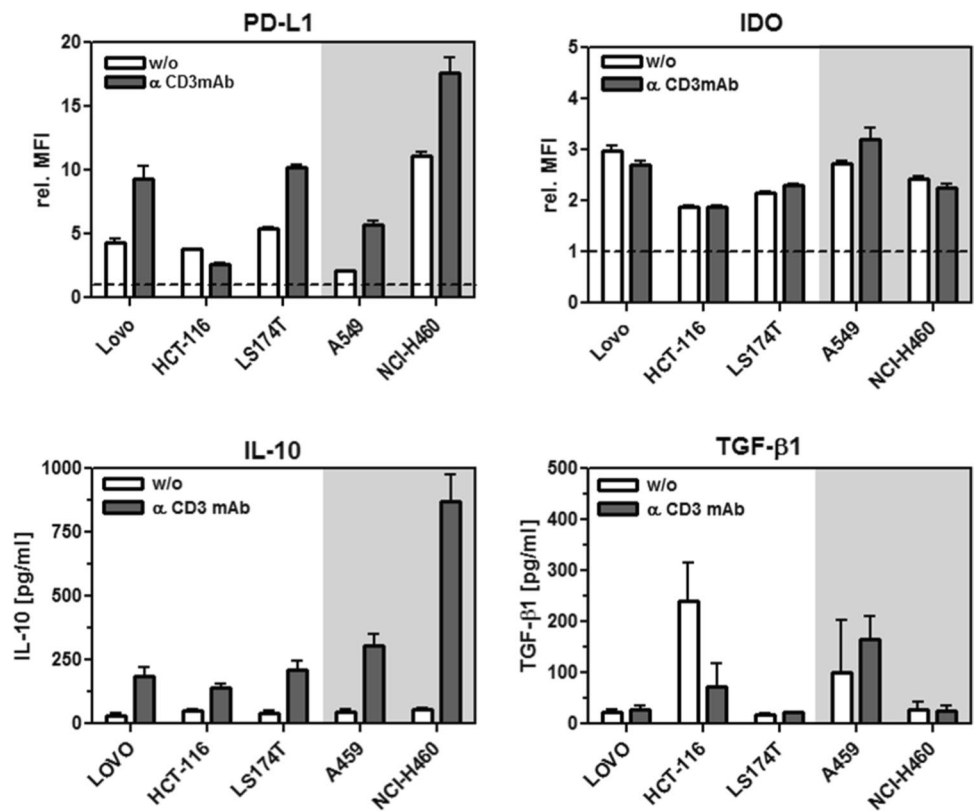 PD-L1
w/o
α CD3mAb
rel. MFI
20
15
10
5
0
Lovo
HCT-116
LS174T
A549
NCI-H460
IDO
w/o
α CD3mAb
rel. MFI
5
4
3
2
1
0
Lovo
HCT-116
LS174T
A549
NCI-H460
IL-10
w/o
α CD3 mAb
IL-10 [pg/ml]
1000
750
500
250
0
LOVO
HCT-116
LS174T
A459
NCI-H460
TGF-β1
w/o
α CD3 mAb
TGF-β1 [pg/ml]
500
400
300
200
100
0
LOVO
HCT-116
LS174T
A459
NCI-H460